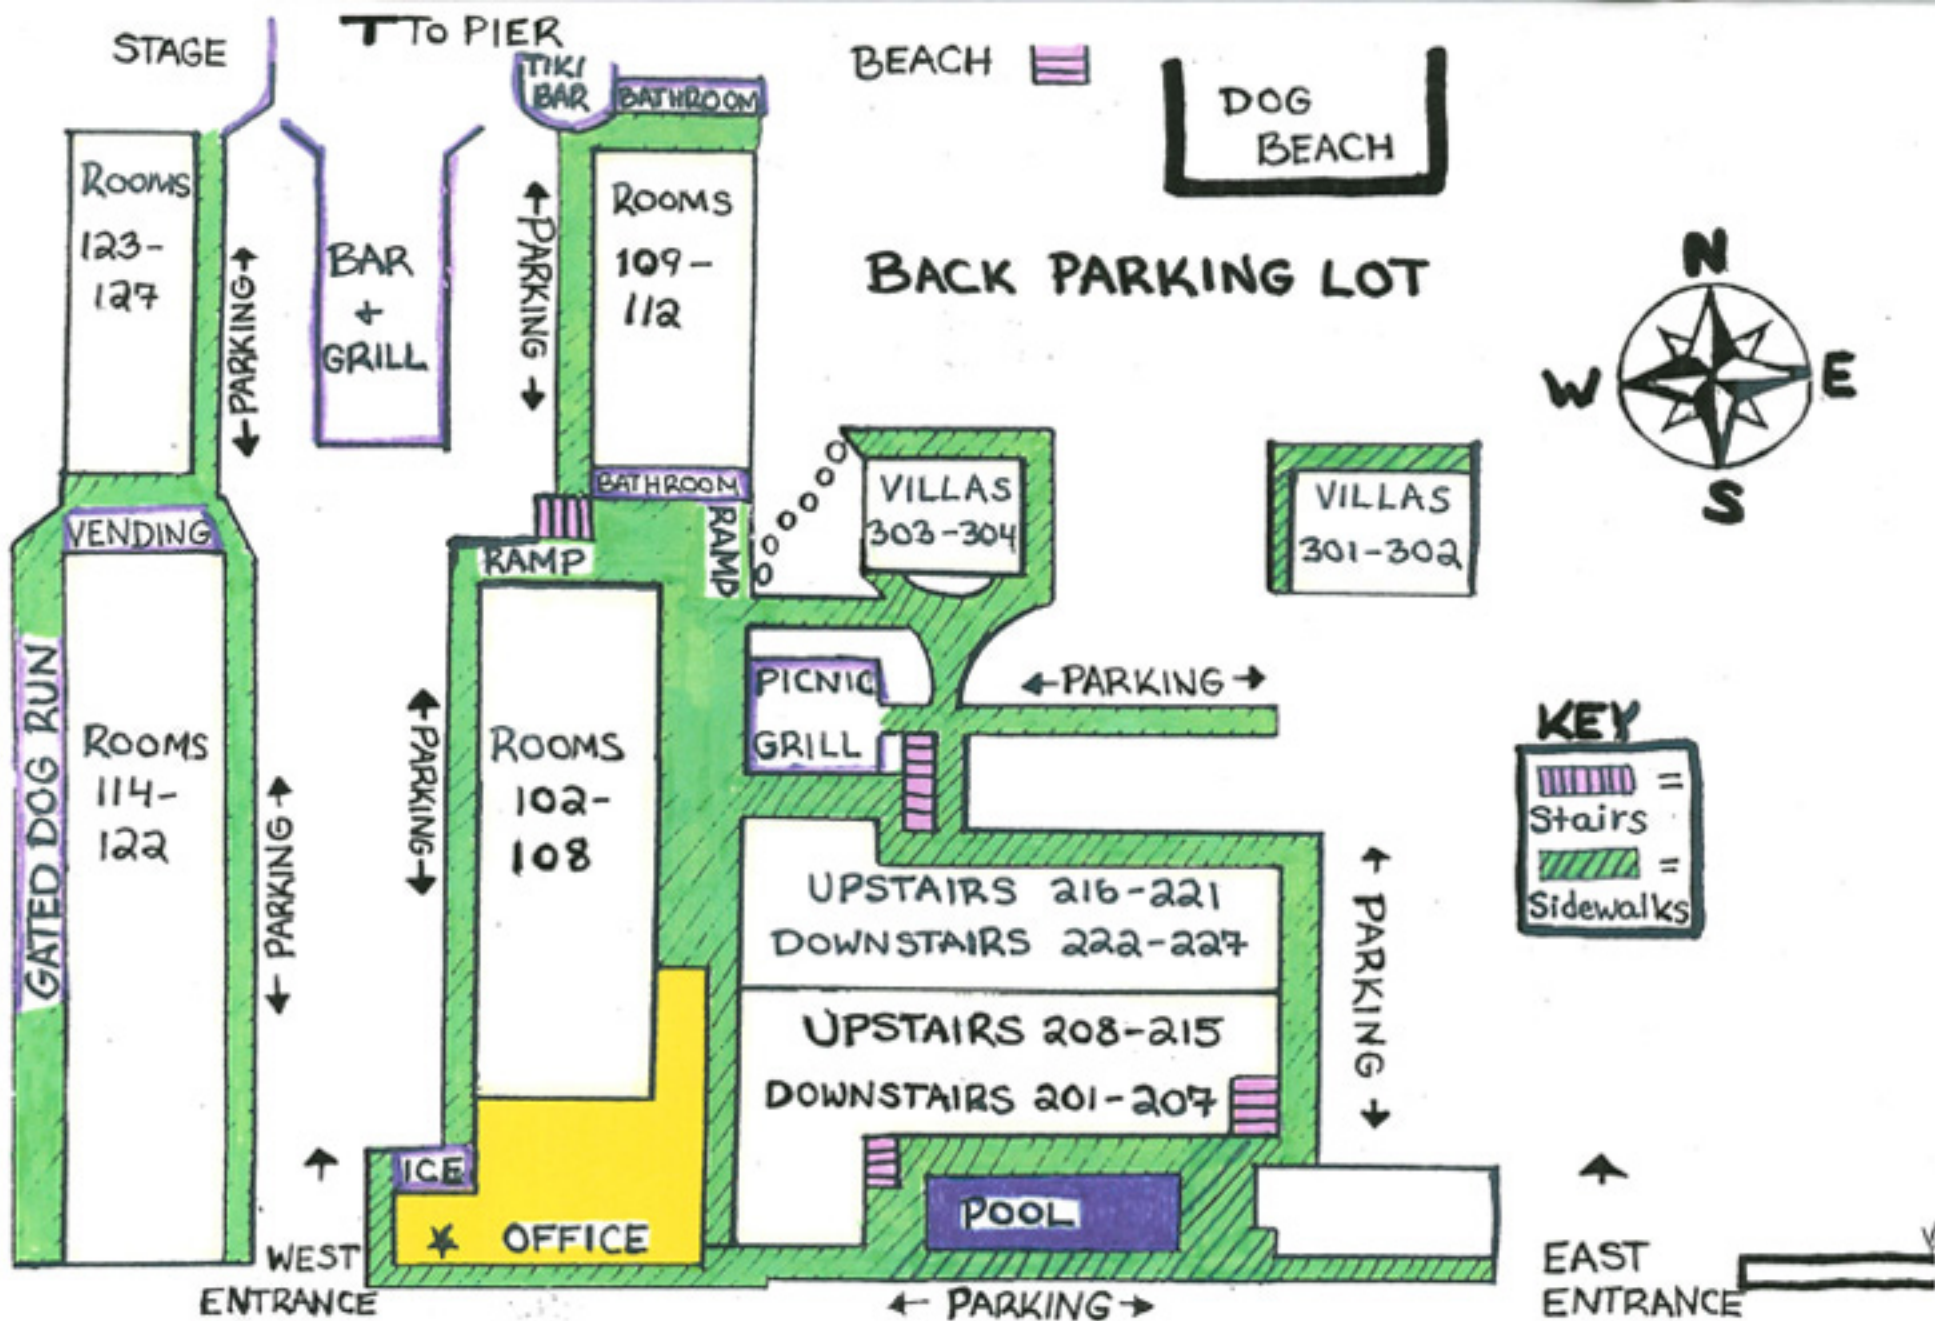 STAGE
TO PIER
TIKI
BAR
BATHROOM
BEACH
DOG
BEACH
ROOMS
123-
127
←PARKING→
BAR
+
GRILL
←PARKING→
ROOMS
109-
112
BACK PARKING LOT
N
W
E
S
BATHROOM
VENDING
RAMP
RAMP
VILLAS
303-304
VILLAS
301-302
GATED DOG RUN
ROOMS
114-
122
←PARKING→
←PARKING→
ROOMS
102-
108
PICNIC
GRILL
←PARKING→
KEY
=
Stairs
=
Sidewalks
UPSTAIRS 216-221
DOWNSTAIRS 222-227
UPSTAIRS 208-215
DOWNSTAIRS 201-207
←PARKING→
ICE
OFFICE
POOL
WEST
ENTRANCE
←PARKING→
EAST
ENTRANCE